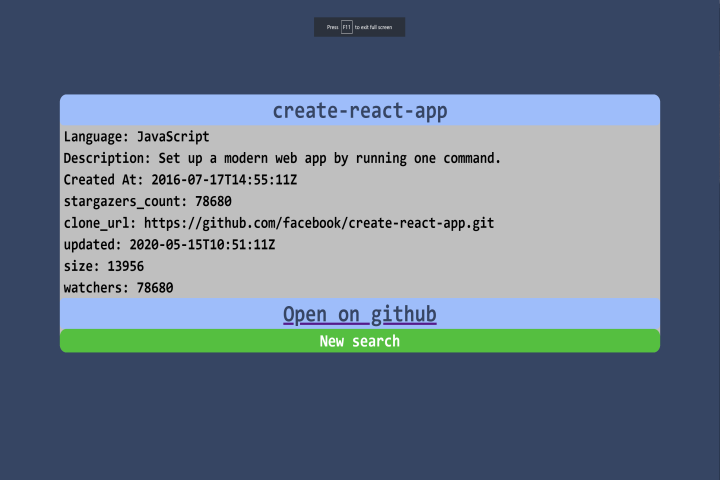 Press F11 to exit full screen
create-react-app
Language: JavaScript
Description: Set up a modern web app by running one command.
Created At: 2016-07-17T14:55:11Z
stargazers_count: 78680
clone_url: https://github.com/facebook/create-react-app.git
updated: 2020-05-15T10:51:11Z
size: 13956
watchers: 78680
Open on github
New search